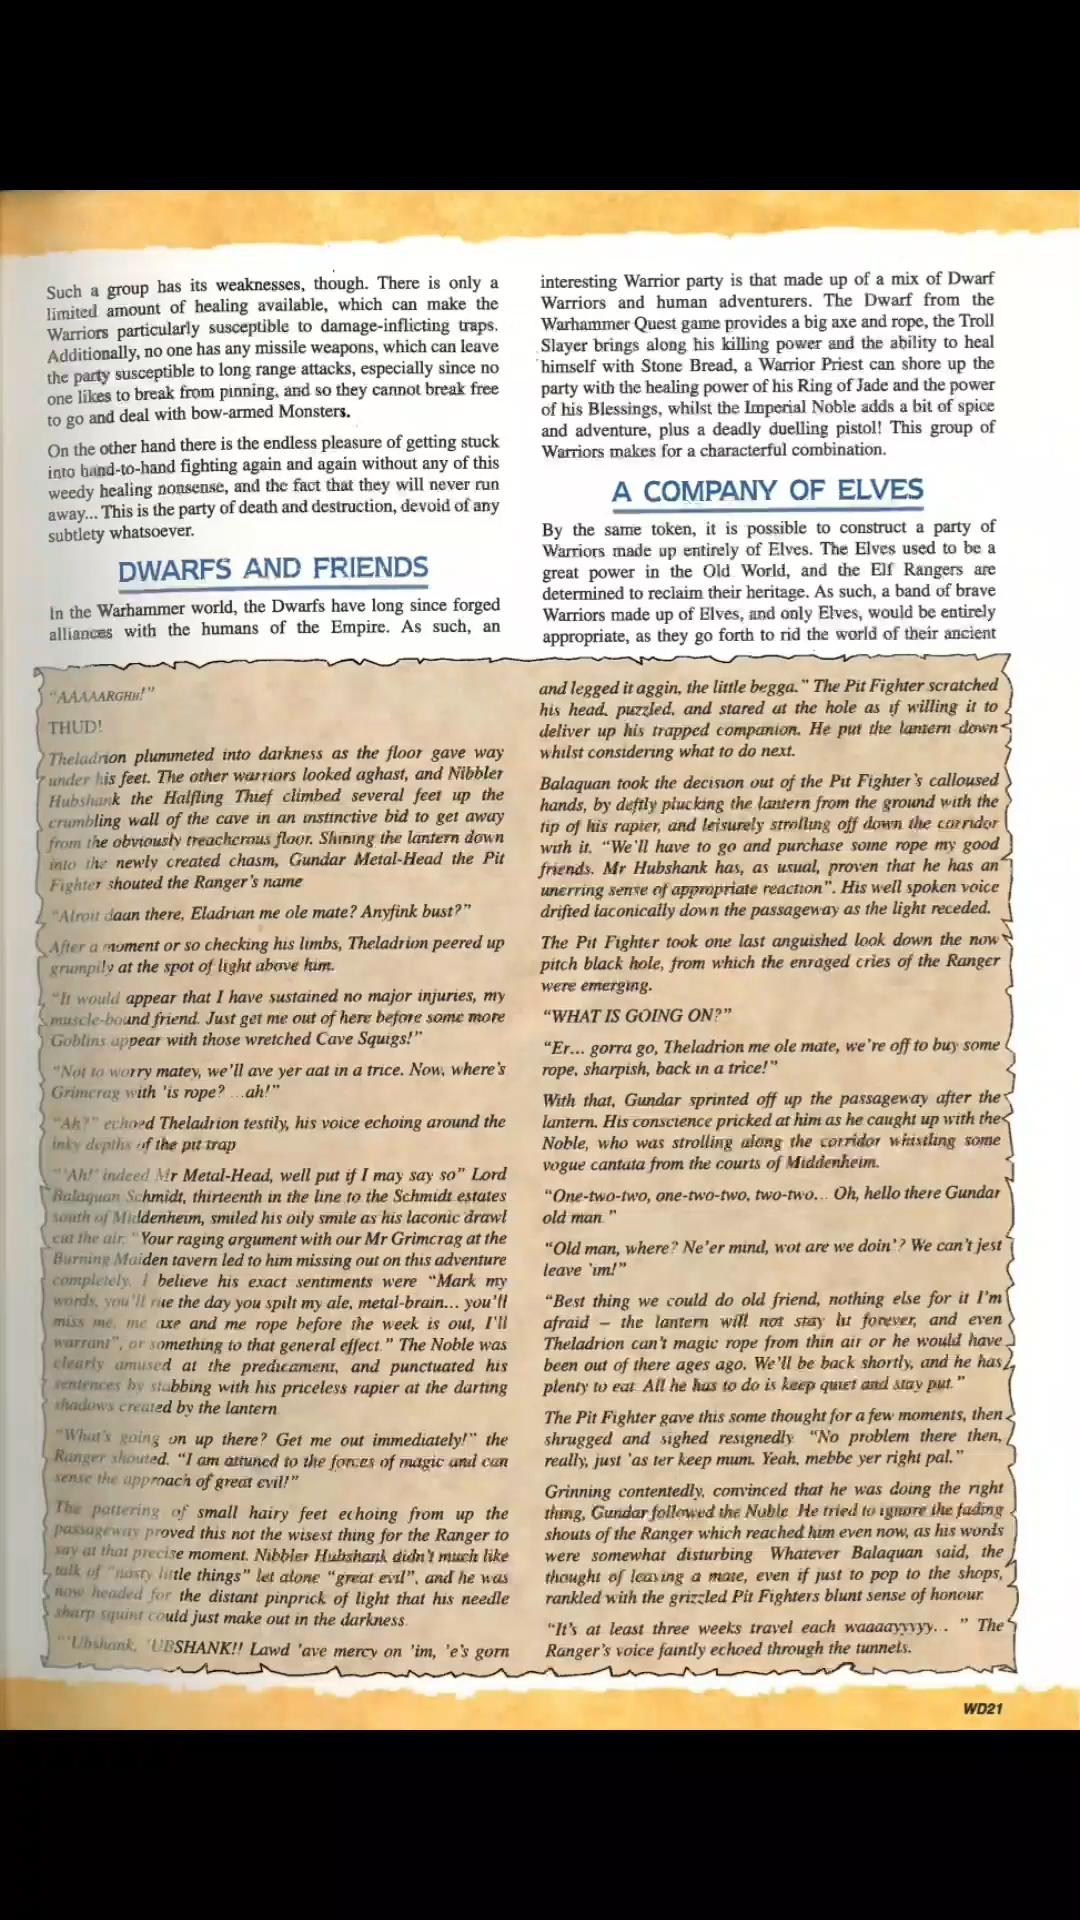 Such a group has its weaknesses, though. There is only a
limited amount of healing available, which can make the
Warriors particularly susceptible to damage-inflicting traps.
Additionally, no one has any missile weapons, which can leave
the party susceptible to long range attacks, especially since no
one likes to break from pinning, and so they cannot break free
to go and deal with bow-armed Monsters.
On the other hand there is the endless pleasure of getting stuck
into hand-to-hand fighting again and again without any of this
weedy healing nonsense, and the fact that they will never run
away... This is the party of death and destruction, devoid of any
subtlety whatsoever.
DWARFS AND FRIENDS
In the Warhammer world, the Dwarfs have long since forged
alliances with the humans of the Empire. As such, an
interesting Warrior party is that made up of a mix of Dwarf
Warriors and human adventurers. The Dwarf from the
Warhammer Quest game provides a big axe and rope, the Troll
Slayer brings along his killing power and the ability to heal
himself with Stone Bread, a Warrior Priest can shore up the
party with the healing power of his Ring of Jade and the power
of his Blessings, whilst the Imperial Noble adds a bit of spice
and adventure, plus a deadly duelling pistol! This group of
Warriors makes for a characterful combination.
A COMPANY OF ELVES
By the same token, it is possible to construct a party of
Warriors made up entirely of Elves. The Elves used to be a
great power in the Old World, and the Elf Rangers are
determined to reclaim their heritage. As such, a band of brave
Warriors made up of Elves, and only Elves, would be entirely
appropriate, as they go forth to rid the world of their ancient
"AAAAARGHH!"
THUD!
Theladrion plummeted into darkness as the floor gave way
under his feet. The other warriors looked aghast, and Nibbler
Hubshank the Halfling Thief climbed several feet up the
crumbling wall of the cave in an instinctive bid to get away
from the obviously treacherous floor. Shining the lantern down
into the newly created chasm, Gundar Metal-Head the Pit
Fighter shouted the Ranger's name
"Alroit daan there, Eladrian me ole mate? Anyfink bust?"
After a moment or so checking his limbs, Theladrion peered up
grumpily at the spot of light above him.
"It would appear that I have sustained no major injuries, my
muscle-bound friend. Just get me out of here before some more
Goblins appear with those wretched Cave Squigs!"
"Not to worry matey, we'll ave yer aat in a trice. Now, where's
Grimcrag with 'is rope? ...ah!"
"Ah?" echoed Theladrion testily, his voice echoing around the
inky depths of the pit trap
"'Ah!' indeed Mr Metal-Head, well put if I may say so" Lord
Balaquan Schmidt, thirteenth in the line to the Schmidt estates
south of Middenheim, smiled his oily smile as his laconic drawl
cut the air. "Your raging argument with our Mr Grimcrag at the
Burning Maiden tavern led to him missing out on this adventure
completely. I believe his exact sentiments were "Mark my
words, you'll rue the day you spilt my ale, metal-brain... you'll
miss me, me axe and me rope before the week is out, I'll
warrant", or something to that general effect." The Noble was
clearly amused at the predicament, and punctuated his
sentences by stabbing with his priceless rapier at the darting
shadows created by the lantern
"What's going on up there? Get me out immediately!" the
Ranger shouted. "I am attuned to the forces of magic and can
sense the approach of great evil!"
The pattering of small hairy feet echoing from up the
passageway proved this not the wisest thing for the Ranger to
say at that precise moment. Nibbler Hubshank didn't much like
talk of "nasty little things" let alone "great evil", and he was
now headed for the distant pinprick of light that his needle
sharp squint could just make out in the darkness.
"'Ubshank, 'UBSHANK!! Lawd 'ave mercy on 'im, 'e's gorn
and legged it aggin, the little begga." The Pit Fighter scratched
his head, puzzled, and stared at the hole as if willing it to
deliver up his trapped companion. He put the lantern down
whilst considering what to do next.
Balaquan took the decision out of the Pit Fighter's calloused
hands, by deftly plucking the lantern from the ground with the
tip of his rapier, and leisurely strolling off down the corridor
with it. "We'll have to go and purchase some rope my good
friends. Mr Hubshank has, as usual, proven that he has an
unerring sense of appropriate reaction". His well spoken voice
drifted laconically down the passageway as the light receded.
The Pit Fighter took one last anguished look down the now
pitch black hole, from which the enraged cries of the Ranger
were emerging.
"WHAT IS GOING ON?"
"Er... gorra go, Theladrion me ole mate, we're off to buy some
rope, sharpish, back in a trice!"
With that, Gundar sprinted off up the passageway after the
lantern. His conscience pricked at him as he caught up with the
Noble, who was strolling along the corridor whistling some
vogue cantata from the courts of Middenheim.
"One-two-two, one-two-two, two-two... Oh, hello there Gundar
old man."
"Old man, where? Ne'er mind, wot are we doin'? We can't jest
leave 'im!"
"Best thing we could do old friend, nothing else for it I'm
afraid – the lantern will not stay lit forever, and even
Theladrion can't magic rope from thin air or he would have
been out of there ages ago. We'll be back shortly, and he has
plenty to eat All he has to do is keep quiet and stay put."
The Pit Fighter gave this some thought for a few moments, then
shrugged and sighed resignedly "No problem there then,
really, just 'as ter keep mum. Yeah, mebbe yer right pal."
Grinning contentedly, convinced that he was doing the right
thing, Gundar followed the Noble He tried to ignore the fading
shouts of the Ranger which reached him even now, as his words
were somewhat disturbing Whatever Balaquan said, the
thought of leaving a mate, even if just to pop to the shops,
rankled with the grizzled Pit Fighters blunt sense of honour.
"It's at least three weeks travel each waaaayyyyy... " The
Ranger's voice faintly echoed through the tunnels.
WD21